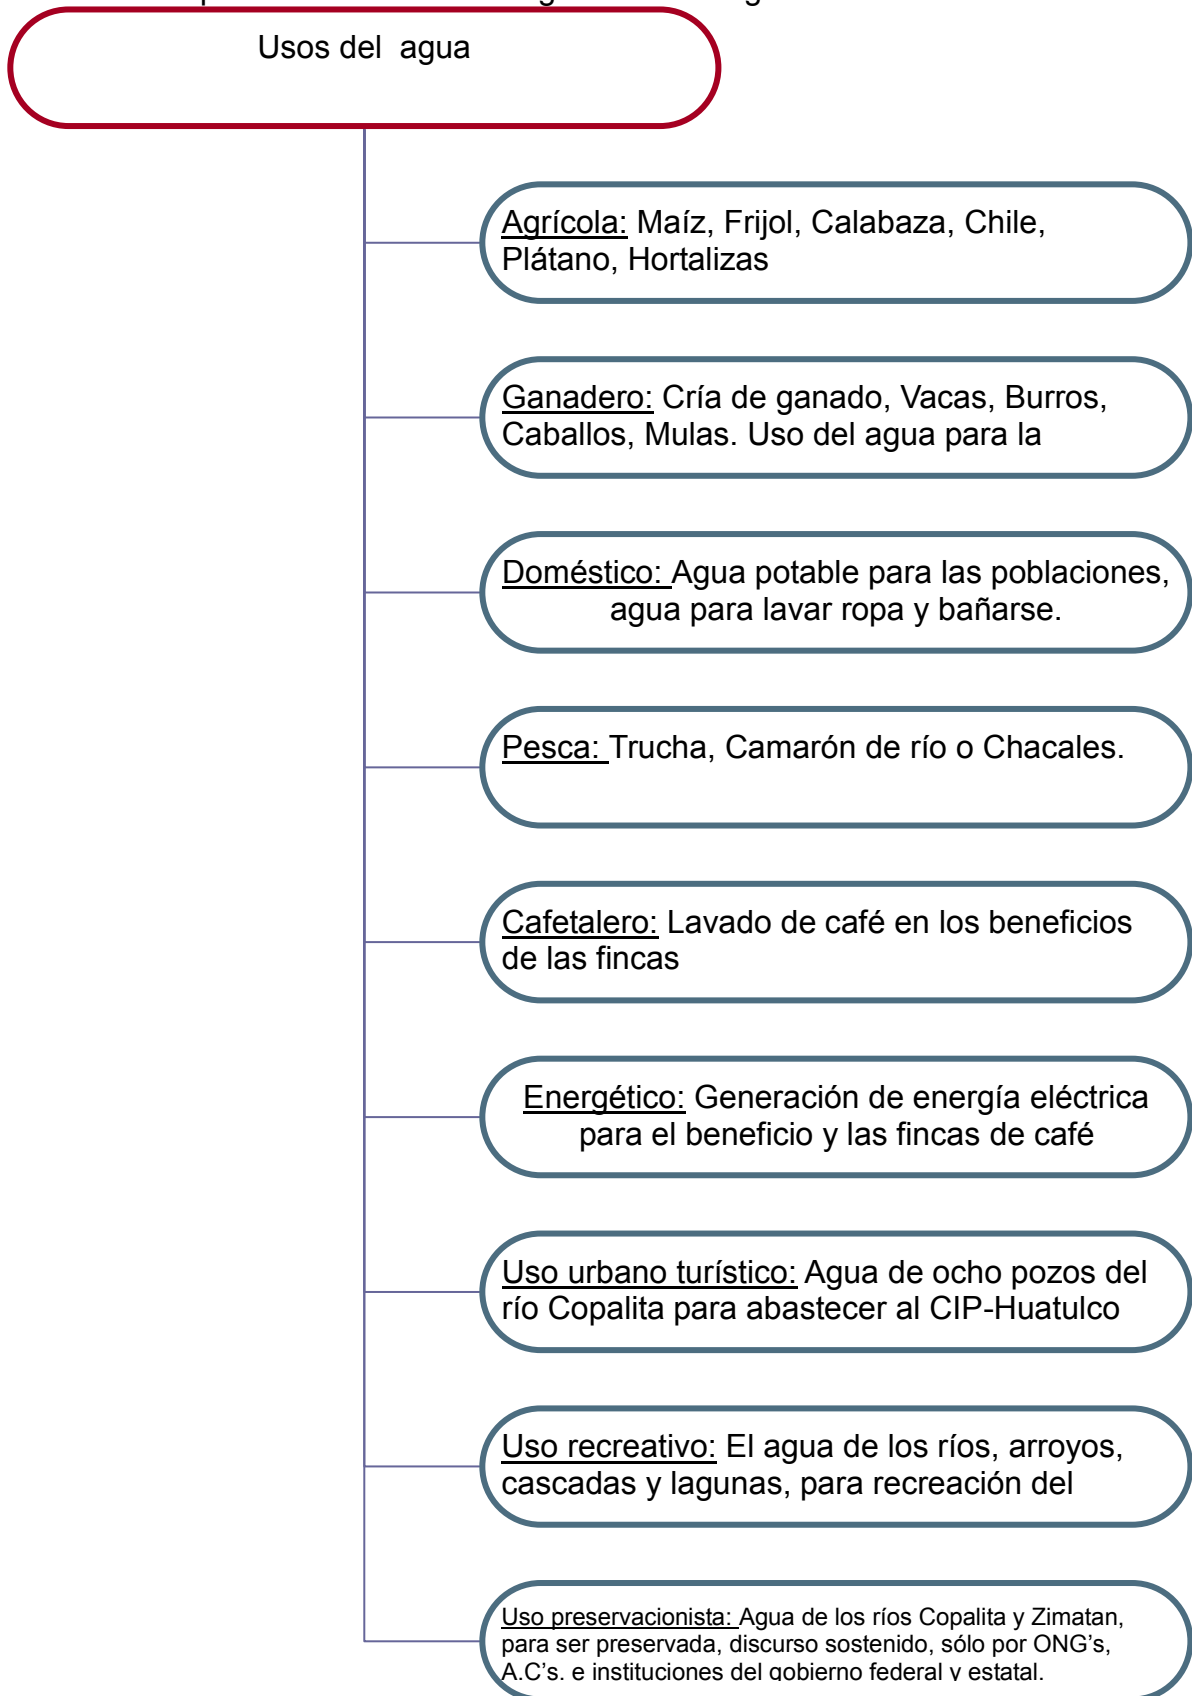 Usos del agua
Agrícola: Maíz, Frijol, Calabaza, Chile,
Plátano, Hortalizas
Ganadero: Cría de ganado, Vacas, Burros,
Caballos, Mulas. Uso del agua para la
Doméstico: Agua potable para las poblaciones,
agua para lavar ropa y bañarse.
Pesca: Trucha, Camarón de río o Chacales.
Cafetalero: Lavado de café en los beneficios
de las fincas
Energético: Generación de energía eléctrica
para el beneficio y las fincas de café
Uso urbano turístico: Agua de ocho pozos del
río Copalita para abastecer al CIP-Huatulco
Uso recreativo: El agua de los ríos, arroyos,
cascadas y lagunas, para recreación del
Uso preservacionista: Agua de los ríos Copalita y Zimatan,
para ser preservada, discurso sostenido, sólo por ONG’s,
A.C’s. e instituciones del gobierno federal y estatal.